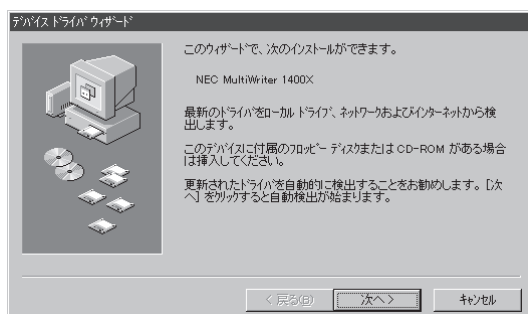 ﾃﾞﾊﾞｲｽ ﾄﾞﾗｲﾊﾞ ｳｨｻﾞｰﾄﾞ
このｳｨｻﾞｰﾄﾞで、次のｲﾝｽﾄｰﾙができます。
NEC MultiWriter 1400X
最新のﾄﾞﾗｲﾊﾞをﾛｰｶﾙ ﾄﾞﾗｲﾌﾞ、ﾈｯﾄﾜｰｸおよびｲﾝﾀｰﾈｯﾄから検
出します。
このﾃﾞﾊﾞｲｽに付属のﾌﾛｯﾋﾟｰ ﾃﾞｨｽｸまたは CD-ROM がある場合
は挿入してください。
更新されたﾄﾞﾗｲﾊﾞを自動的に検出することをお勧めします。[次
へ] をｸﾘｯｸすると自動検出が始まります。
< 戻る(B)
次へ >
ｷｬﾝｾﾙ